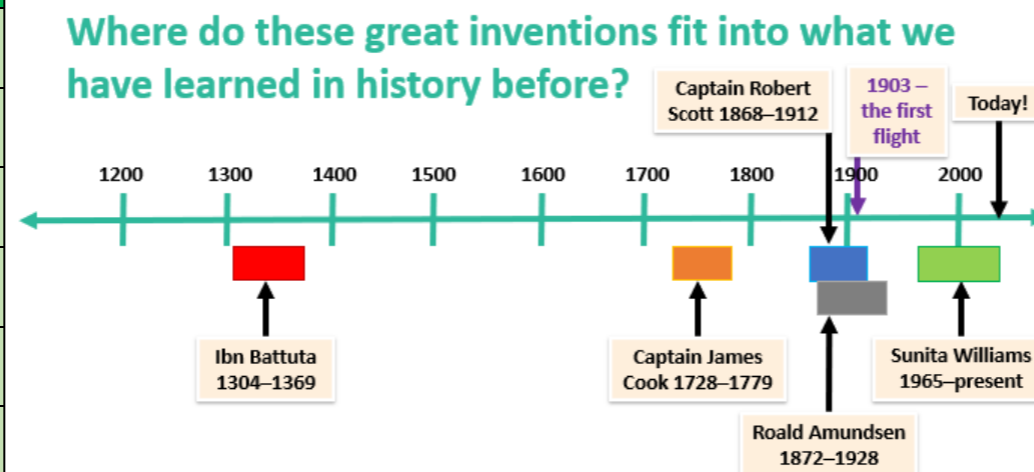 Where do these great inventions fit into what we
have learned in history before?
Captain Robert
Scott 1868–1912
1903 –
the first
flight
Today!
1200 1300 1400 1500 1600 1700 1800 1900 2000
Ibn Battuta
1304–1369
Captain James
Cook 1728–1779
Sunita Williams
1965–present
Roald Amundsen
1872–1928